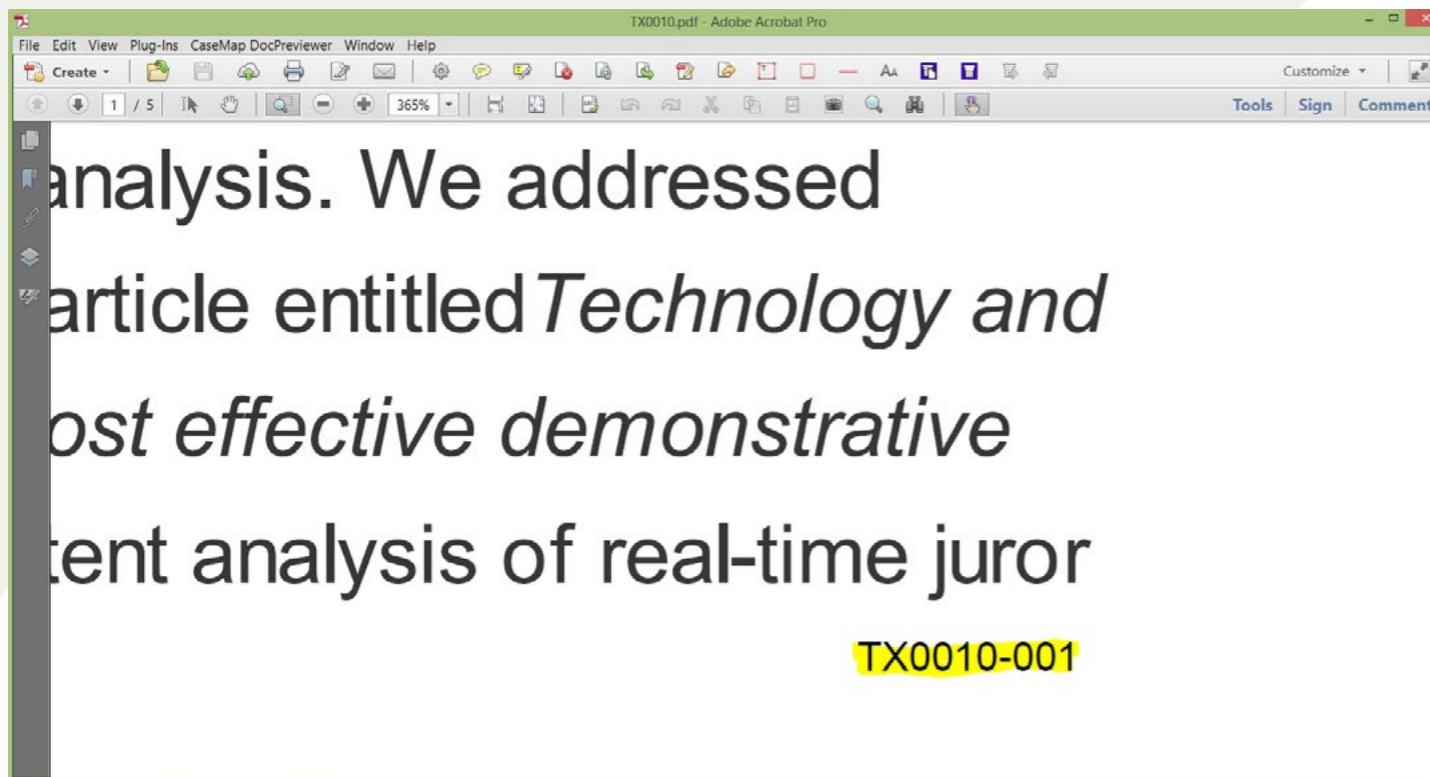 TX0010.pdf - Adobe Acrobat Pro
File Edit View Plug-Ins CaseMap DocPreviewer Window Help
Create Customize
1 / 5 365% Tools Sign Comment
analysis. We addressed
article entitled Technology and
ost effective demonstrative
tent analysis of real-time juror
TX0010-001